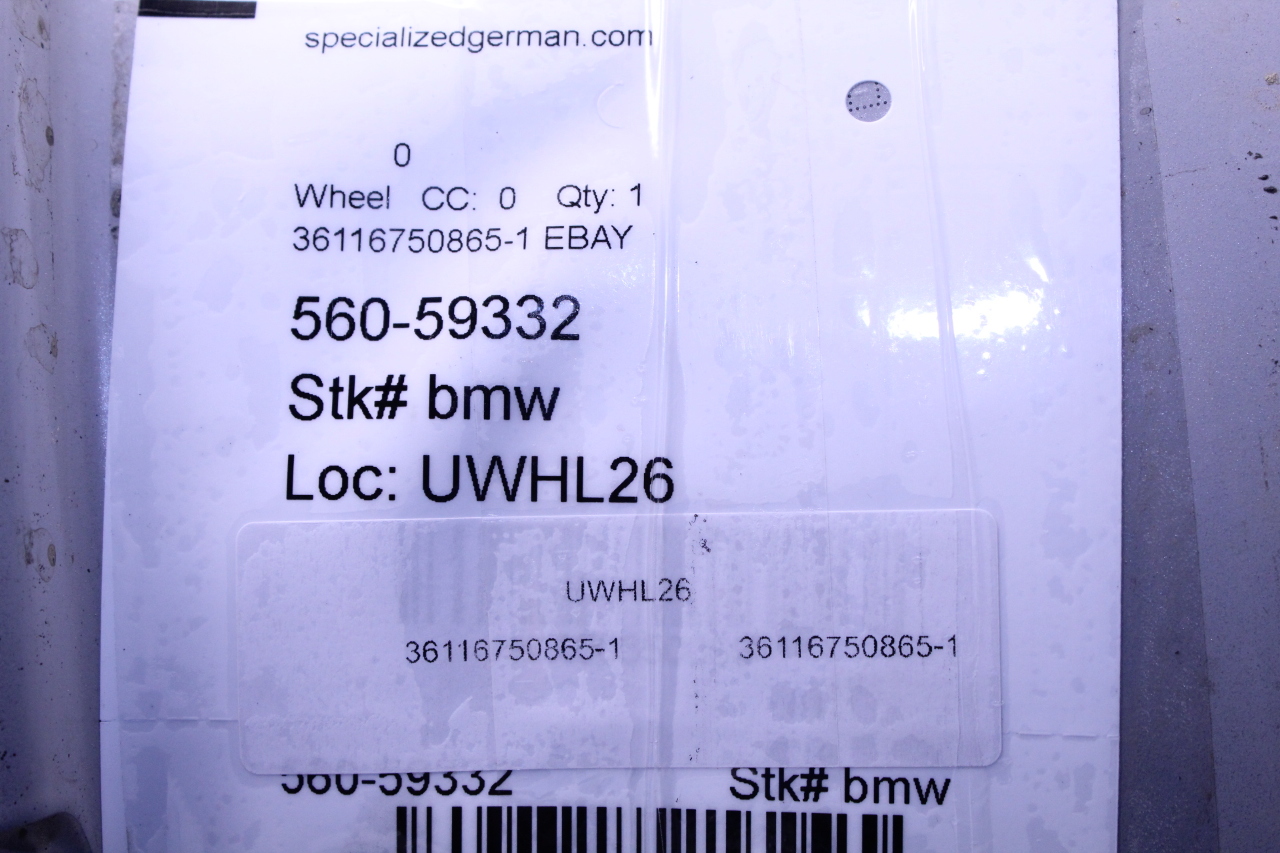 specializedgerman.com
0
Wheel CC: 0 Qty: 1
36116750865-1 EBAY
560-59332
Stk# bmw
Loc: UWHL26
UWHL26
36116750865-1 36116750865-1
560-59332 Stk# bmw